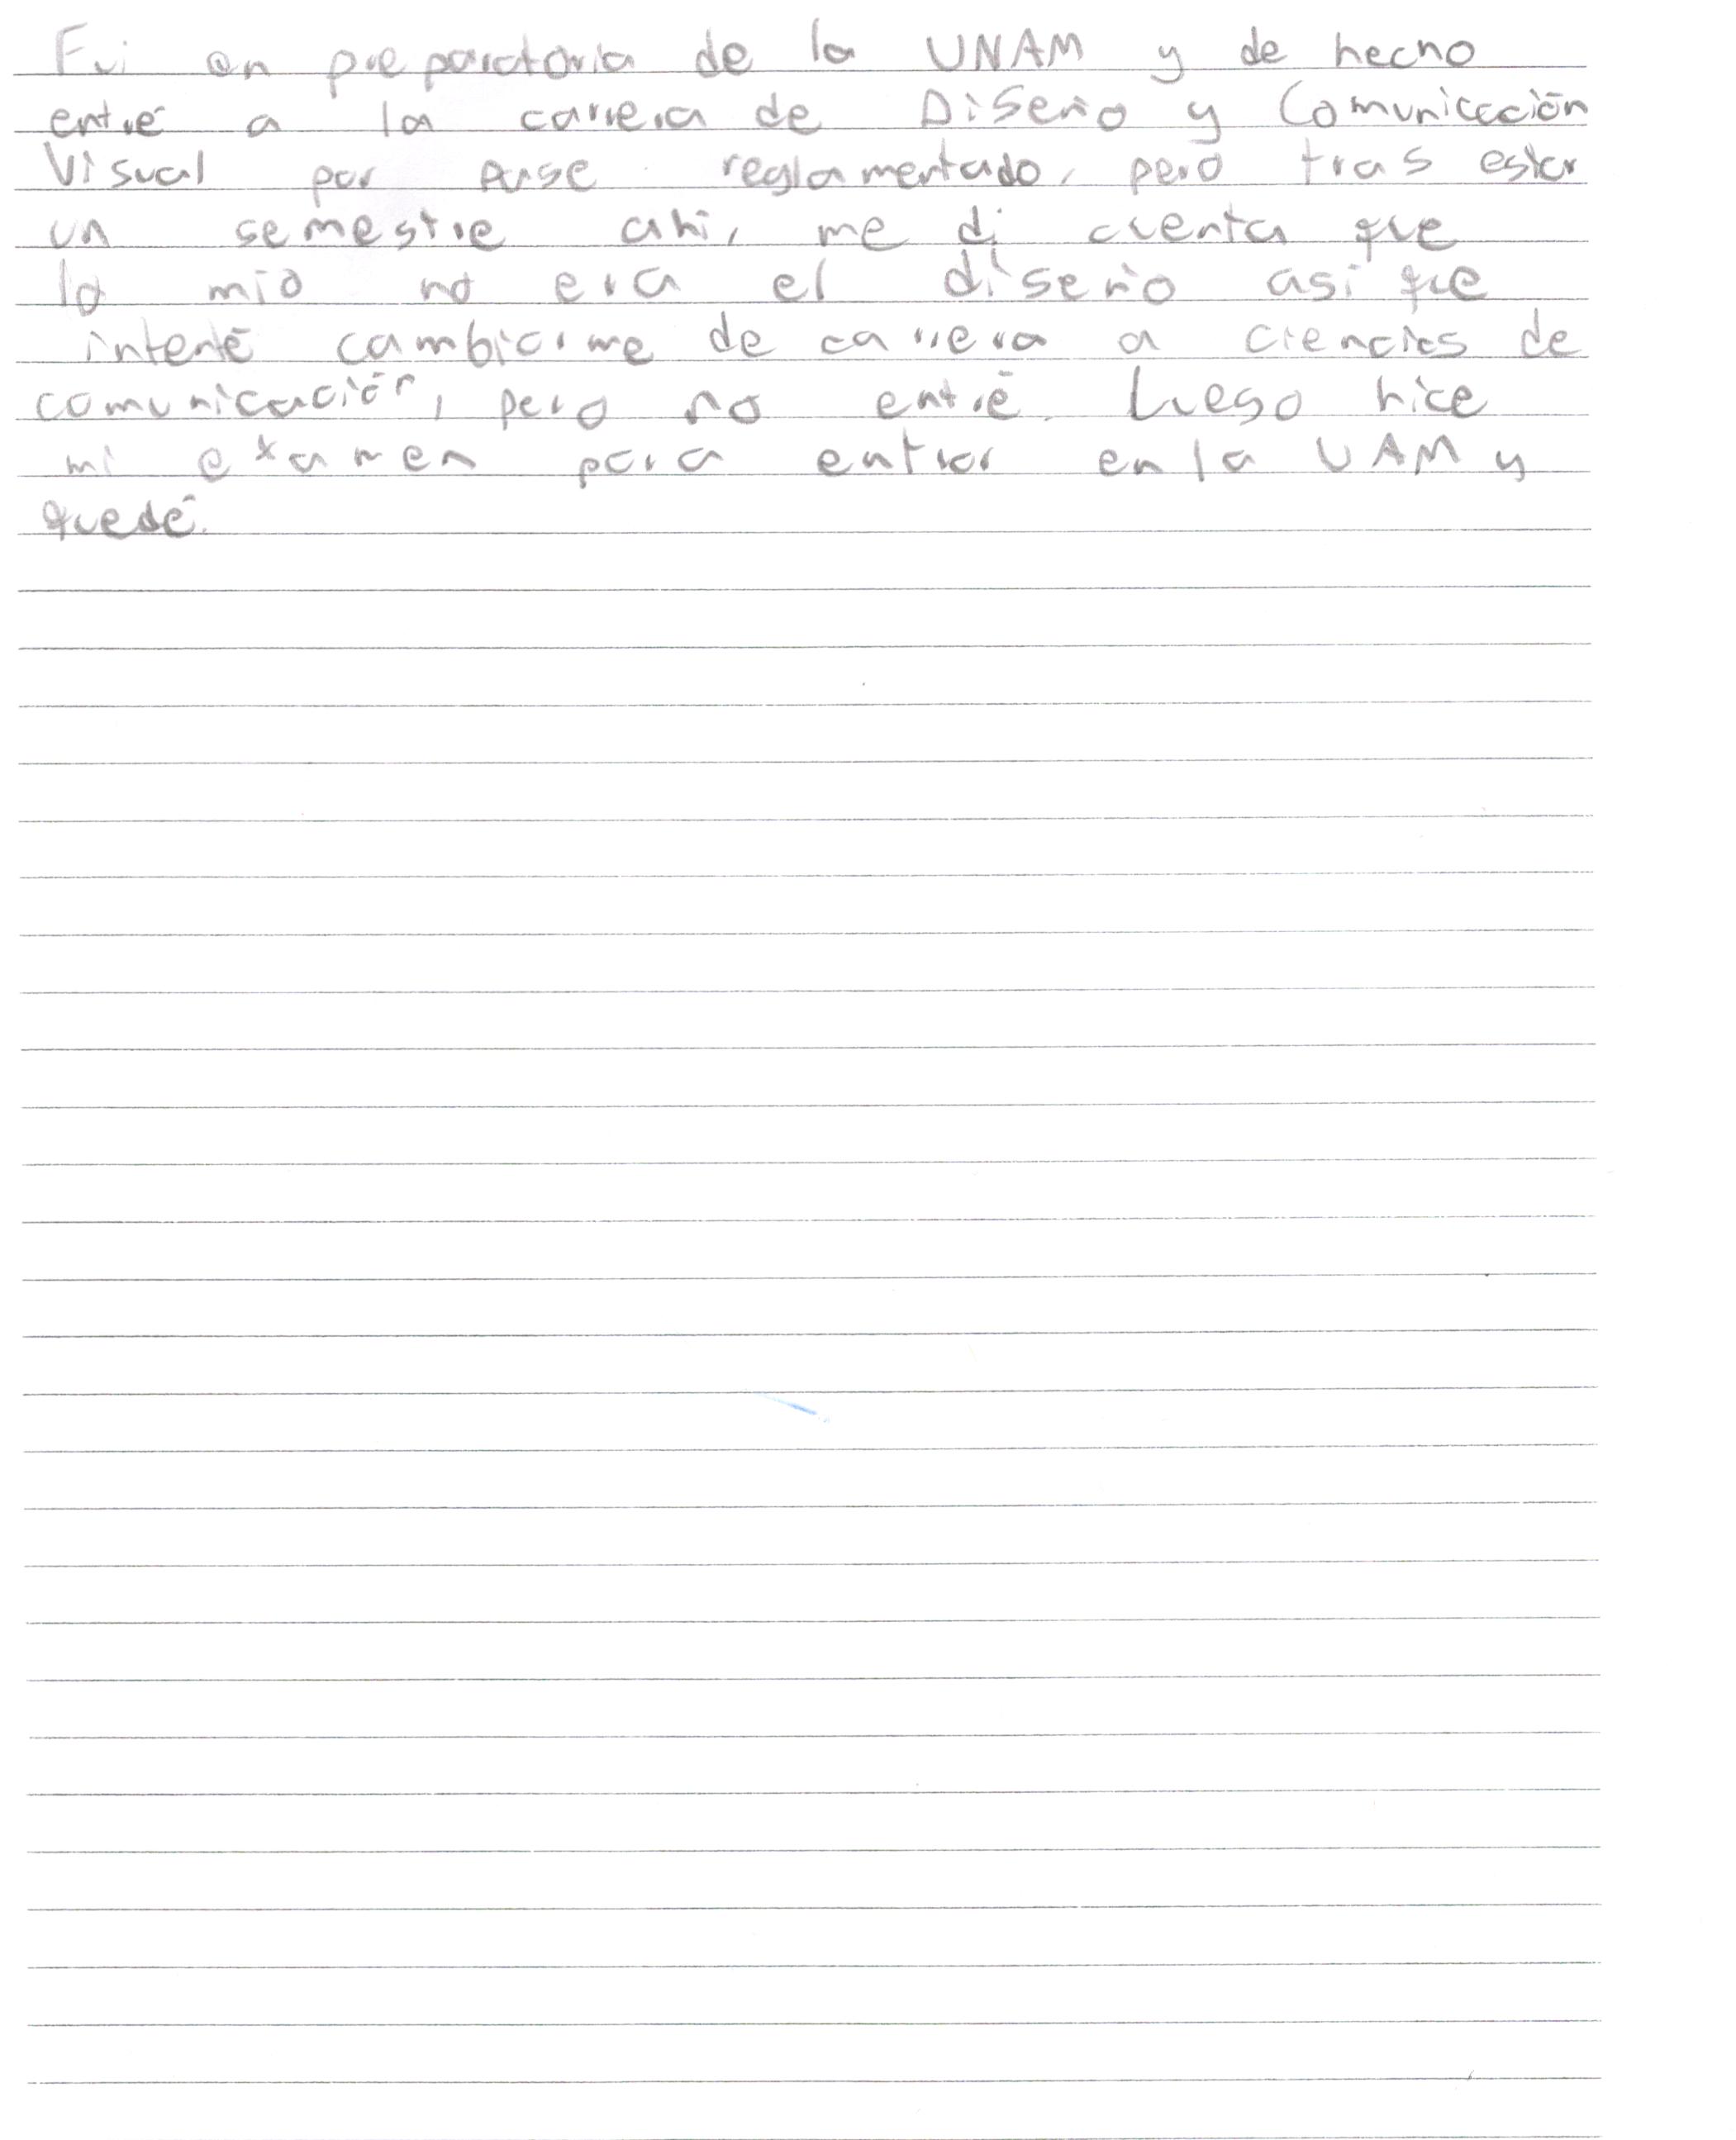 Fui en preparatoria de la UNAM y de hecho
entré a la carrera de Diseño y Comunicación
Visual por pase reglamentado, pero tras estar
un semestre ahí, me di cuenta que
lo mio no era el diseño asi que
intenté cambiarme de carrera a ciencias de
comunicación, pero no entré. Luego hice
mi examen para entrar en la UAM y
quedé.